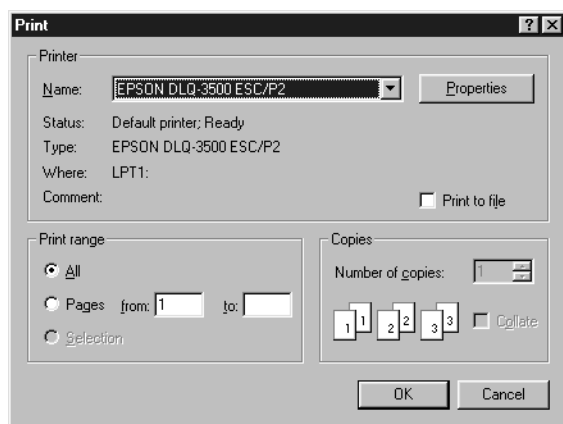 Print
Printer
Name: EPSON DLQ-3500 ESC/P2 Properties
Status: Default printer; Ready
Type: EPSON DLQ-3500 ESC/P2
Where: LPT1:
Comment: Print to file
Print range
All
Pages from: 1 to:
Selection
Copies
Number of copies: 1
1 1 2 2 3 3 Collate
OK Cancel